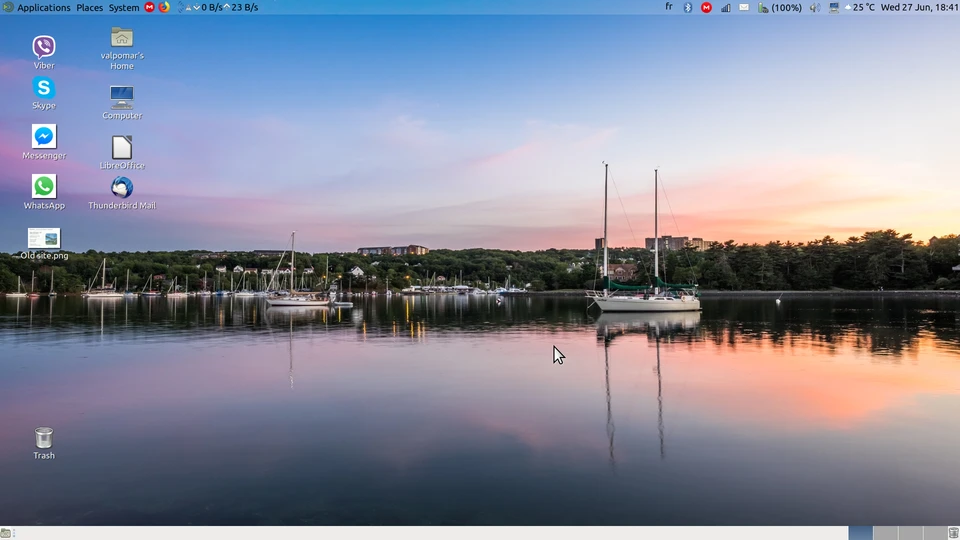 Applications Places System 0 B/s 23 B/s fr (100%) 25 °C Wed 27 Jun, 18:41
Viber
valpomar's
Home
Skype
Computer
Messenger
LibreOffice
WhatsApp
Thunderbird Mail
Old site.png
Trash